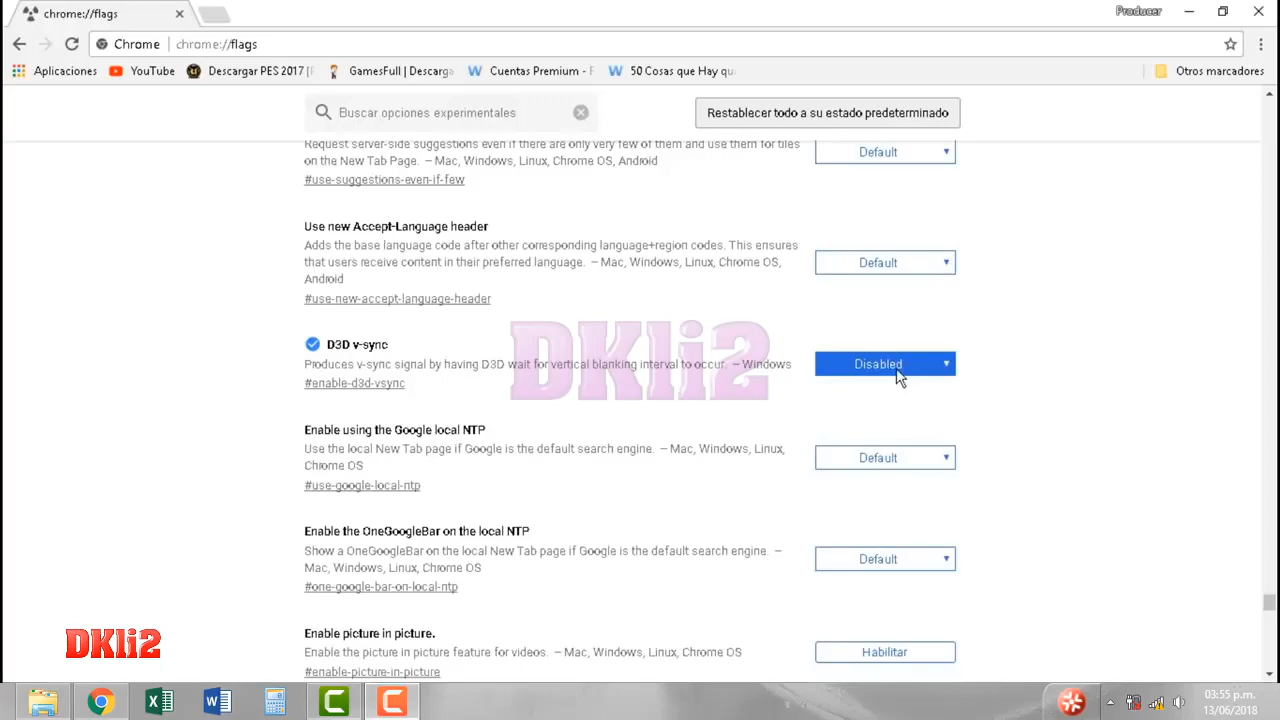 chrome://flags
Producer
Chrome
chrome://flags
Aplicaciones
YouTube
Descargar PES 2017 [
GamesFull | Descarga
Cuentas Premium - F
50 Cosas que Hay qu
Otros marcadores
Buscar opciones experimentales
Restablecer todo a su estado predeterminado
Request server-side suggestions even if there are only very few of them and use them for tiles
on the New Tab Page. – Mac, Windows, Linux, Chrome OS, Android
#use-suggestions-even-if-few
Default
Use new Accept-Language header
Adds the base language code after other corresponding language+region codes. This ensures
that users receive content in their preferred language. – Mac, Windows, Linux, Chrome OS,
Android
#use-new-accept-language-header
Default
D3D v-sync
Produces v-sync signal by having D3D wait for vertical blanking interval to occur. – Windows
#enable-d3d-vsync
Disabled
DKli2
Enable using the Google local NTP
Use the local New Tab page if Google is the default search engine. – Mac, Windows, Linux,
Chrome OS
#use-google-local-ntp
Default
Enable the OneGoogleBar on the local NTP
Show a OneGoogleBar on the local New Tab page if Google is the default search engine. –
Mac, Windows, Linux, Chrome OS
#one-google-bar-on-local-ntp
Default
Enable picture in picture.
Enable the picture in picture feature for videos. – Mac, Windows, Linux, Chrome OS
#enable-picture-in-picture
Habilitar
DKli2
03:55 p.m.
13/06/2018